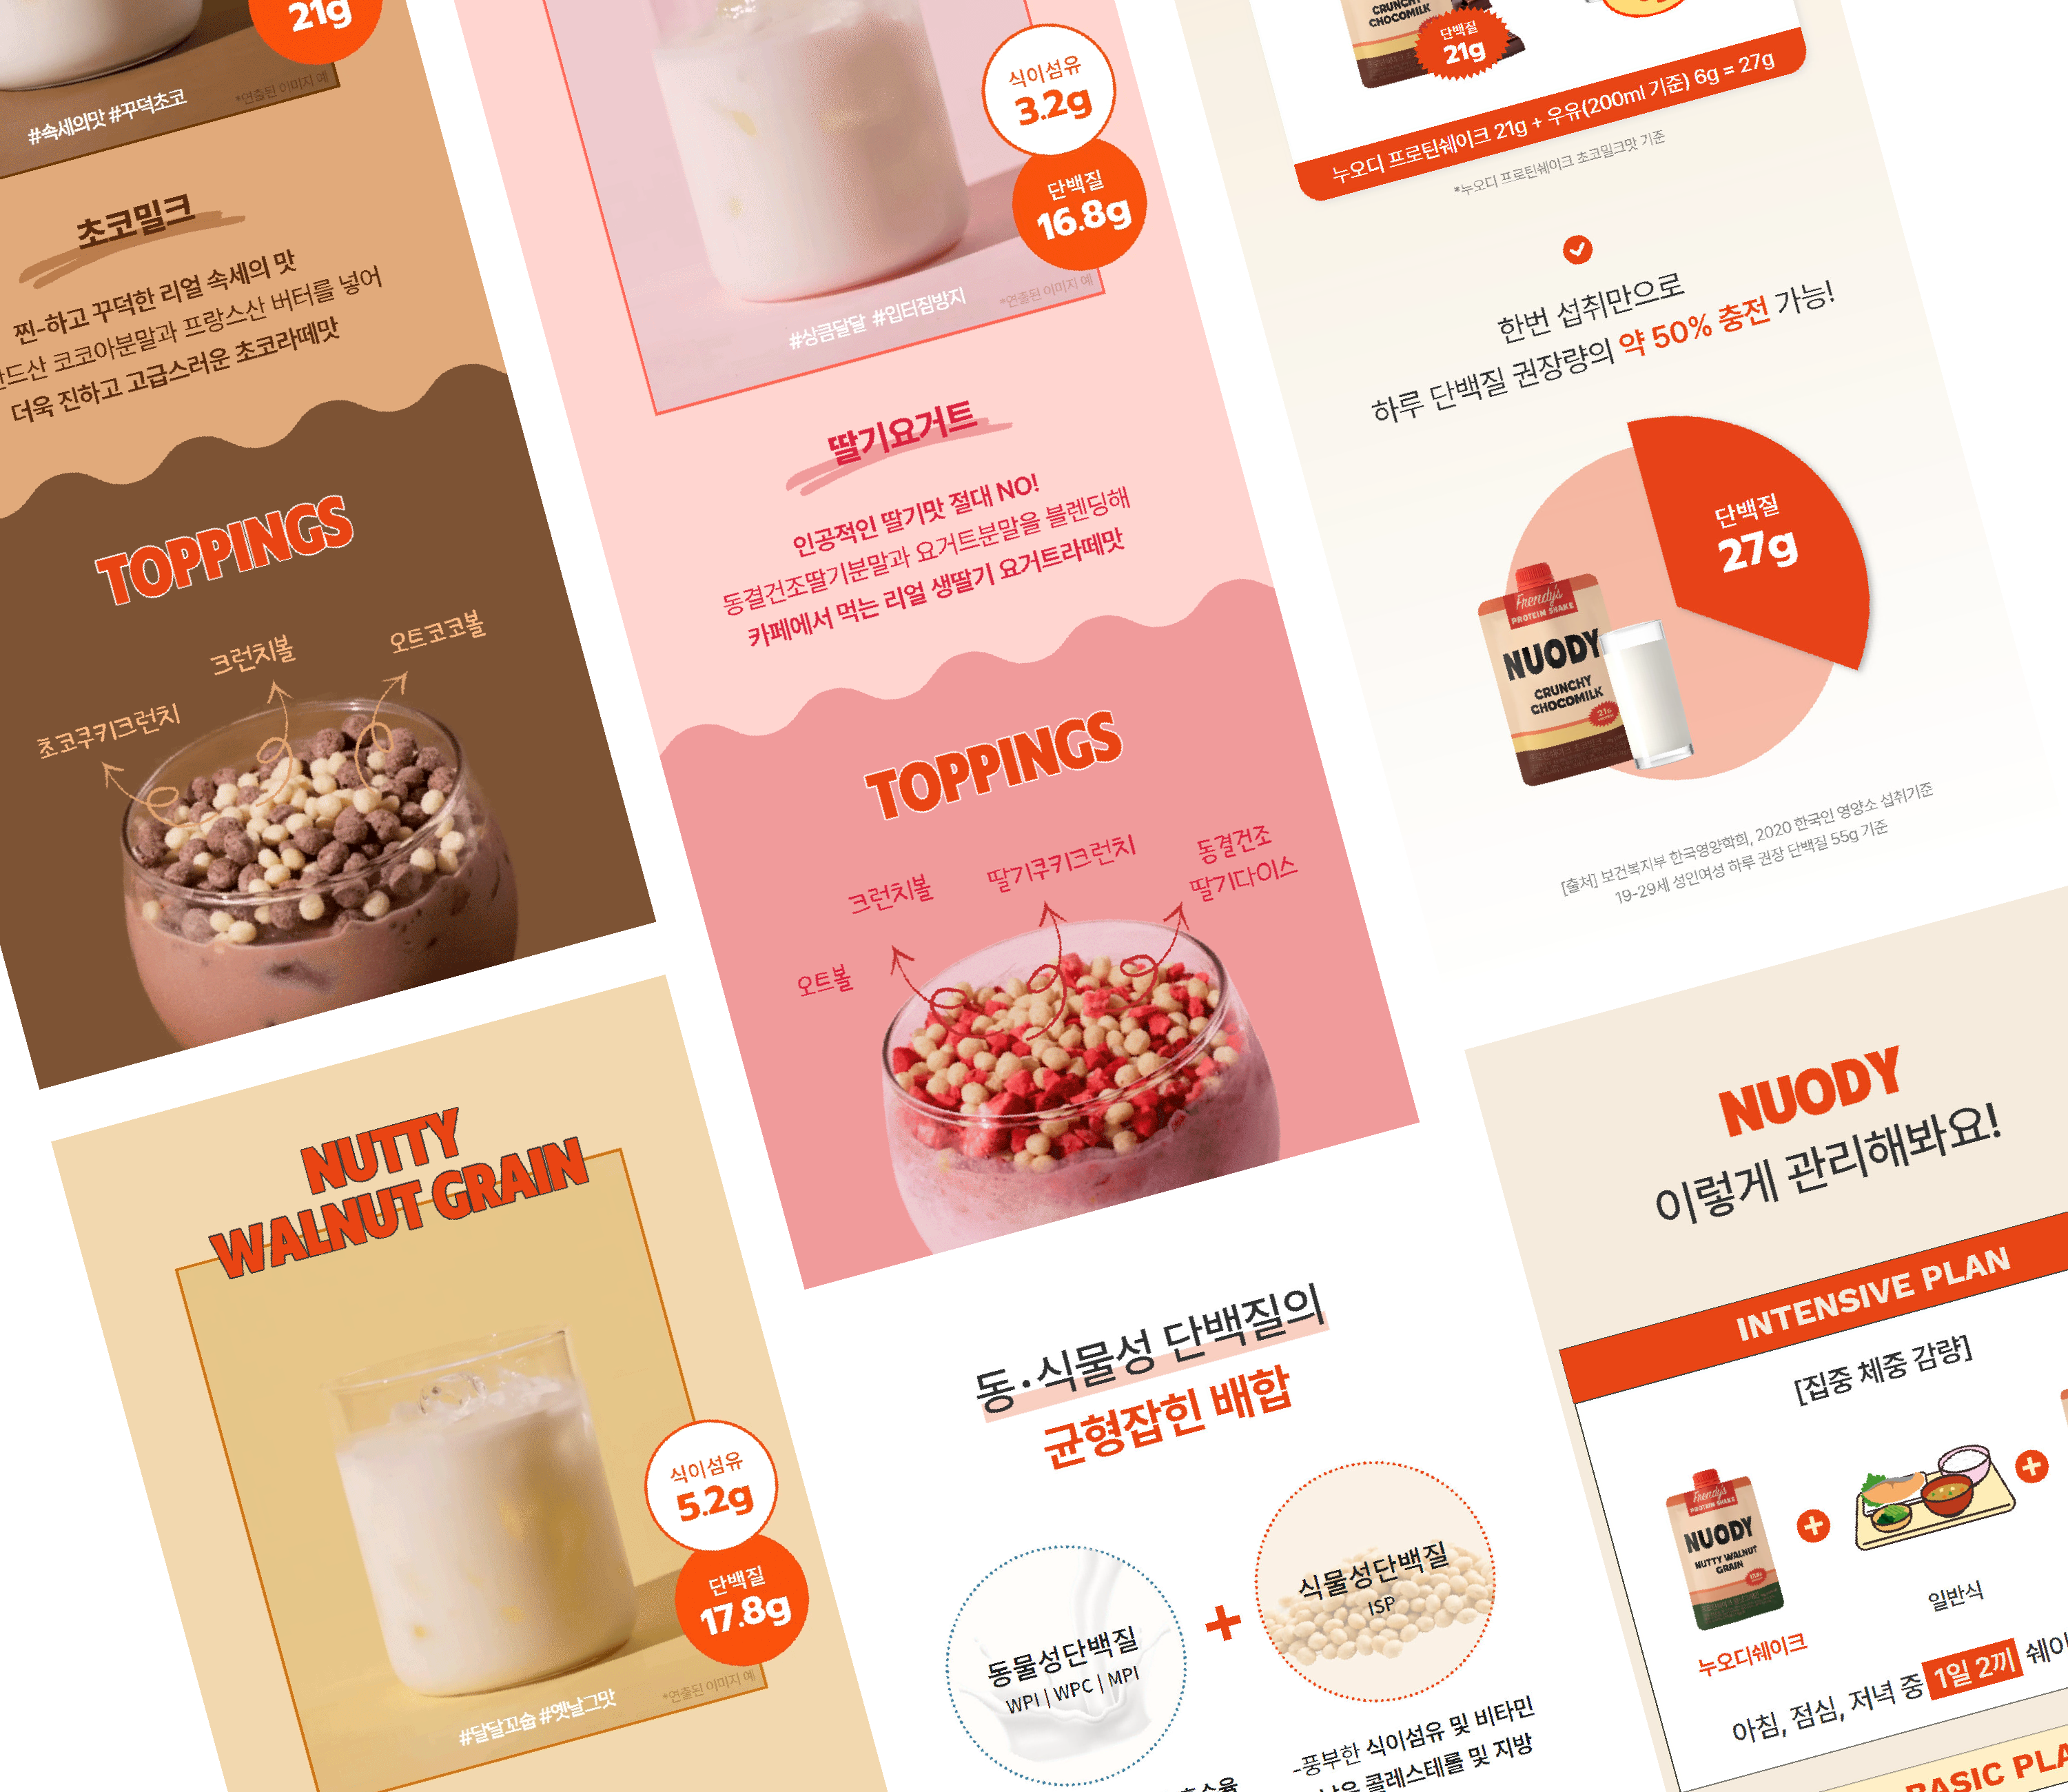 21g
#속세의맛 #꾸덕초코
*연출된 이미지 예
초코밀크
찐-하고 꾸덕한 리얼 속세의 맛
코코아분말과 프랑스산 버터를 넣어
더욱 진하고 고급스러운 초코라떼맛
TOPPINGS
초코쿠키크런치
크런치볼
오트코코볼
식이섬유
3.2g
단백질
16.8g
#상큼달달 #입터짐방지
*연출된 이미지 예
딸기요거트
인공적인 딸기맛 절대 NO!
동결건조딸기분말과 요거트분말을 블렌딩해
카페에서 먹는 리얼 생딸기 요거트라떼맛
TOPPINGS
오트볼
크런치볼
딸기쿠키크런치
동결건조
딸기다이스
CRUNCHY
CHOCOMILK
단백질
21g
누오디 프로틴쉐이크 21g + 우유(200ml 기준) 6g = 27g
*누오디 프로틴쉐이크 초코밀크맛 기준
한번 섭취만으로
하루 단백질 권장량의 약 50% 충전 가능!
단백질
27g
Frendy's
PROTEIN SHAKE
NUODY
CRUNCHY
CHOCOMILK
21g
[출처] 보건복지부 한국영양학회, 2020 한국인 영양소 섭취기준
19-29세 성인여성 하루 권장 단백질 55g 기준
NUTTY
WALNUT GRAIN
식이섬유
5.2g
단백질
17.8g
#달달꼬숩 #옛날그맛
*연출된 이미지 예
동·식물성 단백질의
균형잡힌 배합
동물성단백질
WPI | WPC | MPI
+
식물성단백질
ISP
-풍부한 식이섬유 및 비타민
콜레스테롤 및 지방
NUODY
이렇게 관리해봐요!
INTENSIVE PLAN
[집중 체중 감량]
Frendy's
PROTEIN SHAKE
NUODY
NUTTY WALNUT
GRAIN
누오디쉐이크
+
일반식
+
아침, 점심, 저녁 중 1일 2끼
BASIC